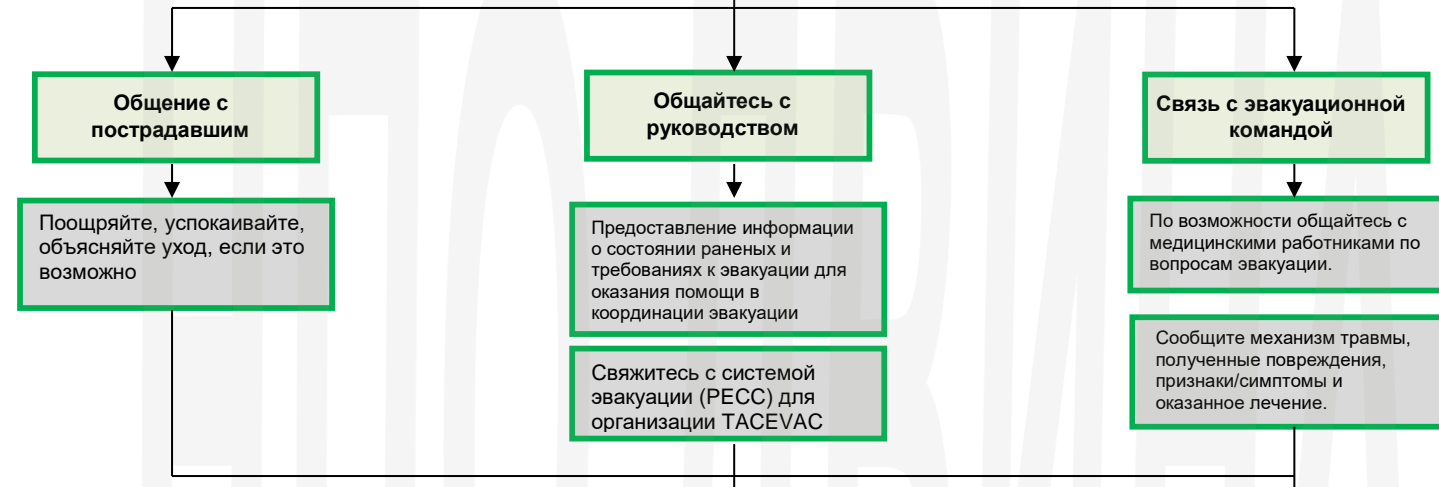 Общение с
пострадавшим
Поощряйте, успокаивайте,
объясняйте уход, если это
возможно
Общайтесь с
руководством
Предоставление информации
о состоянии раненых и
требованиях к эвакуации для
оказания помощи в
координации эвакуации
Свяжитесь с системой
эвакуации (PECC) для
организации TACEVAC
Связь с эвакуационной
командой
По возможности общайтесь с
медицинскими работниками по
вопросам эвакуации.
Сообщите механизм травмы,
полученные повреждения,
признаки/симптомы и
оказанное лечение.